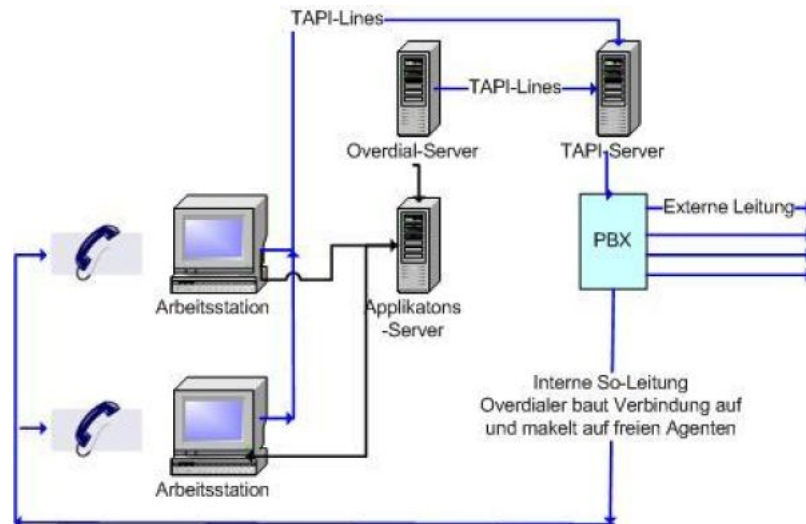 TAPI-Lines
TAPI-Lines
Overdial-Server
TAPI-Server
Externe Leitung
PBX
Arbeitsstation
Applikatons
-Server
Interne So-Leitung
Overdialer baut Verbindung auf
und makelt auf freien Agenten
Arbeitsstation